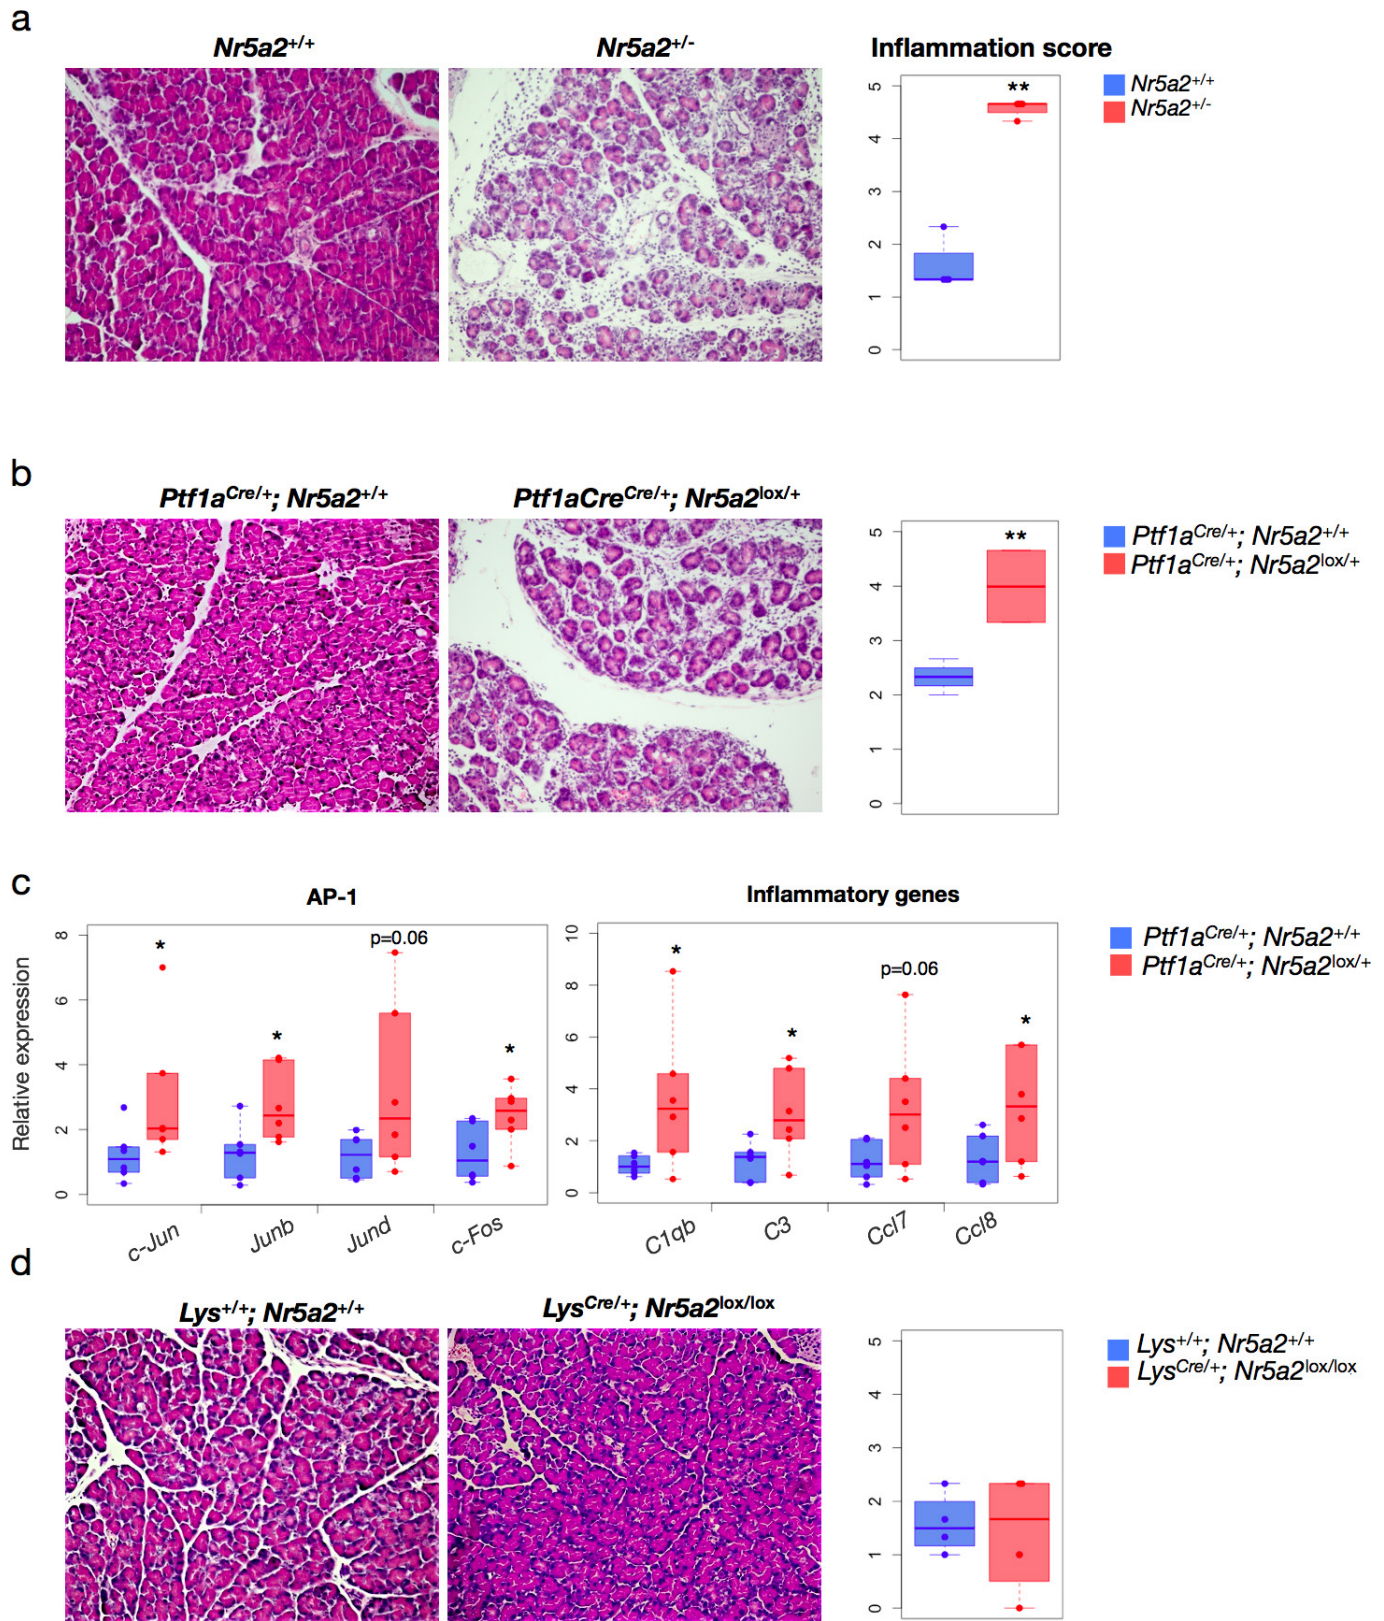 a
Nr5a2+/+
Nr5a2+/-
Inflammation score
5
4
3
2
1
0
**
Nr5a2+/+
Nr5a2+/-
b
Ptf1aCre/+; Nr5a2+/+
Ptf1aCreCre/+; Nr5a2lox/+
5
4
3
2
1
0
**
Ptf1aCre/+; Nr5a2+/+
Ptf1aCre/+; Nr5a2lox/+
c
AP-1
Relative expression
8
6
4
2
0
*
*
p=0.06
*
c-Jun
Junb
Jund
c-Fos
Inflammatory genes
10
8
6
4
2
0
*
*
p=0.06
*
C1qb
C3
Ccl7
Ccl8
Ptf1aCre/+; Nr5a2+/+
Ptf1aCre/+; Nr5a2lox/+
d
Lys+/+; Nr5a2+/+
LysCre/+; Nr5a2lox/lox
5
4
3
2
1
0
Lys+/+; Nr5a2+/+
LysCre/+; Nr5a2lox/lox